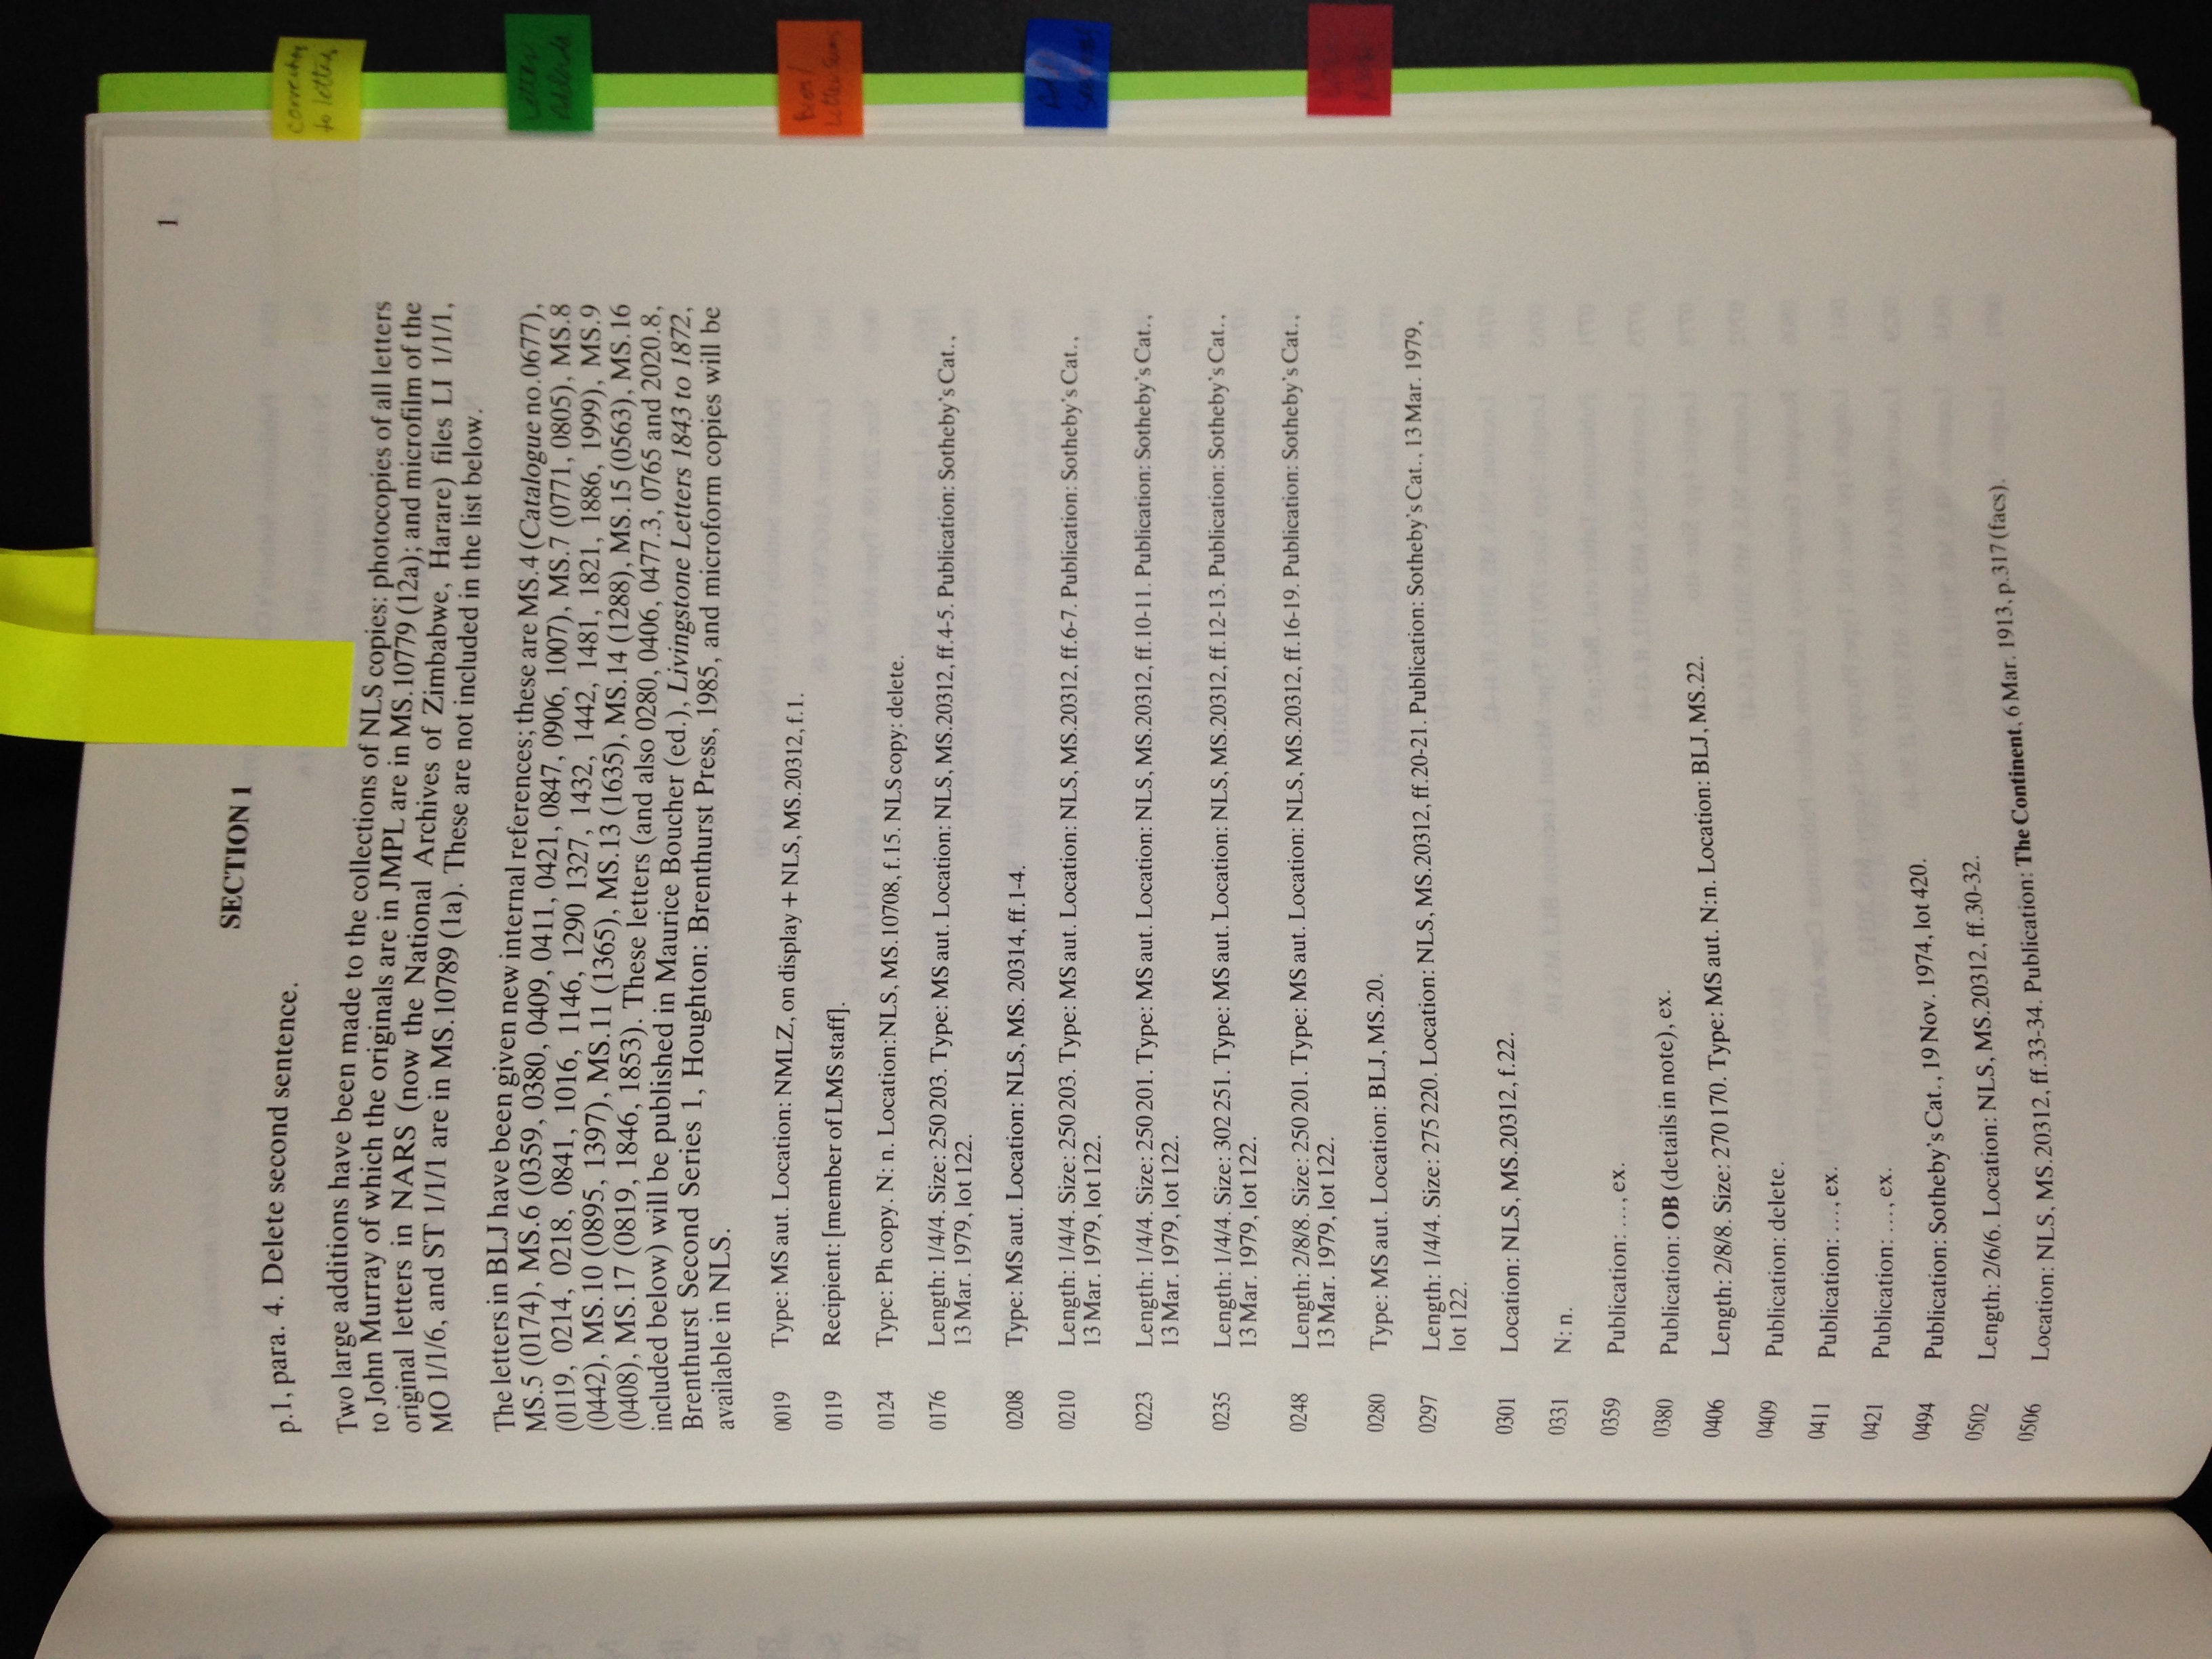 1
SECTION 1
p.1, para. 4. Delete second sentence.
Two large additions have been made to the collections of NLS copies: photocopies of all letters
to John Murray of which the originals are in JMPL are in MS.10779 (12a); and microfilm of the
original letters in NARS (now the National Archives of Zimbabwe, Harare) files LI 1/1/1,
MO 1/1/6, and ST 1/1/1 are in MS.10789 (1a). These are not included in the list below.
The letters in BLJ have been given new internal references; these are MS.4 (Catalogue no.0677),
MS.5 (0174), MS.6 (0359, 0380, 0409, 0411, 0421, 0847, 0906, 1007), MS.7 (0771, 0805), MS.8
(0119, 0214, 0218, 0841, 1016, 1146, 1290 1327, 1432, 1442, 1481, 1821, 1886, 1999), MS.9
(0442), MS.10 (0895, 1397), MS.11 (1365), MS.13 (1635), MS.14 (1288), MS.15 (0563), MS.16
(0408), MS.17 (0819, 1846, 1853). These letters (and also 0280, 0406, 0477.3, 0765 and 2020.8,
included below) will be published in Maurice Boucher (ed.), Livingstone Letters 1843 to 1872,
Brenthurst Second Series 1, Houghton: Brenthurst Press, 1985, and microform copies will be
available in NLS.
0019 Type: MS aut. Location: NMLZ, on display + NLS, MS.20312, f.1.
0119 Recipient: [member of LMS staff].
0124 Type: Ph copy. N: n. Location: NLS, MS.10708, f.15. NLS copy: delete.
0176 Length: 1/4/4. Size: 250 203. Type: MS aut. Location: NLS, MS.20312, ff.4-5. Publication: Sotheby's Cat.,
13 Mar. 1979, lot 122.
0208 Type: MS aut. Location: NLS, MS. 20314, ff.1-4.
0210 Length: 1/4/4. Size: 250 203. Type: MS aut. Location: NLS, MS.20312, ff.6-7. Publication: Sotheby's Cat.,
13 Mar. 1979, lot 122.
0223 Length: 1/4/4. Size: 250 201. Type: MS aut. Location: NLS, MS.20312, ff.10-11. Publication: Sotheby's Cat.,
13 Mar. 1979, lot 122.
0235 Length: 1/4/4. Size: 302 251. Type: MS aut. Location: NLS, MS.20312, ff.12-13. Publication: Sotheby's Cat.,
13 Mar. 1979, lot 122.
0248 Length: 2/8/8. Size: 250 201. Type: MS aut. Location: NLS, MS.20312, ff.16-19. Publication: Sotheby's Cat.,
13 Mar. 1979, lot 122.
0280 Type: MS aut. Location: BLJ, MS.20.
0297 Length: 1/4/4. Size: 275 220. Location: NLS, MS.20312, ff.20-21. Publication: Sotheby's Cat., 13 Mar. 1979,
lot 122.
0301 Location: NLS, MS.20312, f.22.
0331 N: n.
0359 Publication: ..., ex.
0380 Publication: OB (details in note), ex.
0406 Length: 2/8/8. Size: 270 170. Type: MS aut. N:n. Location: BLJ, MS.22.
0409 Publication: delete.
0411 Publication: ..., ex.
0421 Publication: ..., ex.
0494 Publication: Sotheby's Cat., 19 Nov. 1974, lot 420.
0502 Length: 2/6/6. Location: NLS, MS.20312, ff.30-32.
0506 Location: NLS, MS.20312, ff.33-34. Publication: The Continent, 6 Mar. 1913, p.317 (facs).
to letters
Letter
Addenda
Bros/